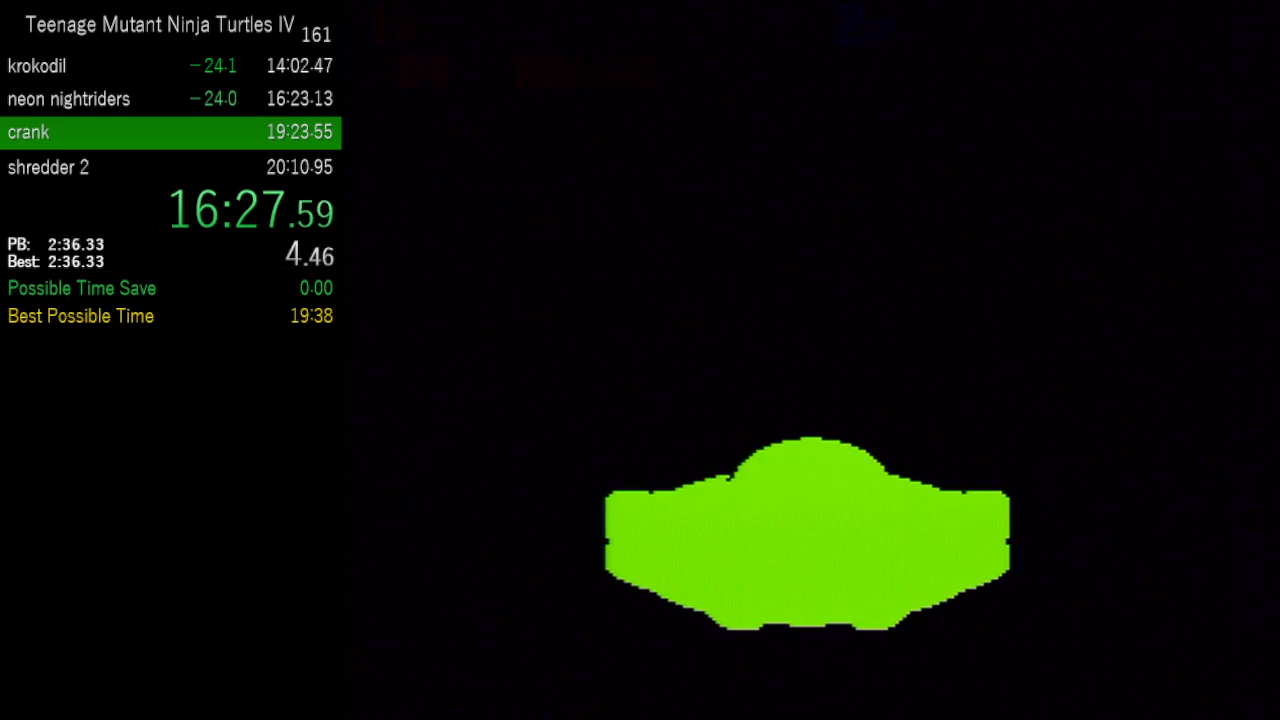 Teenage Mutant Ninja Turtles IV 161
krokodil -24.1 14:02.47
neon nightriders -24.0 16:23.13
crank 19:23.55
shredder 2 20:10.95
16:27.59
PB: 2:36.33 4.46
Best: 2:36.33
Possible Time Save 0.00
Best Possible Time 19:38